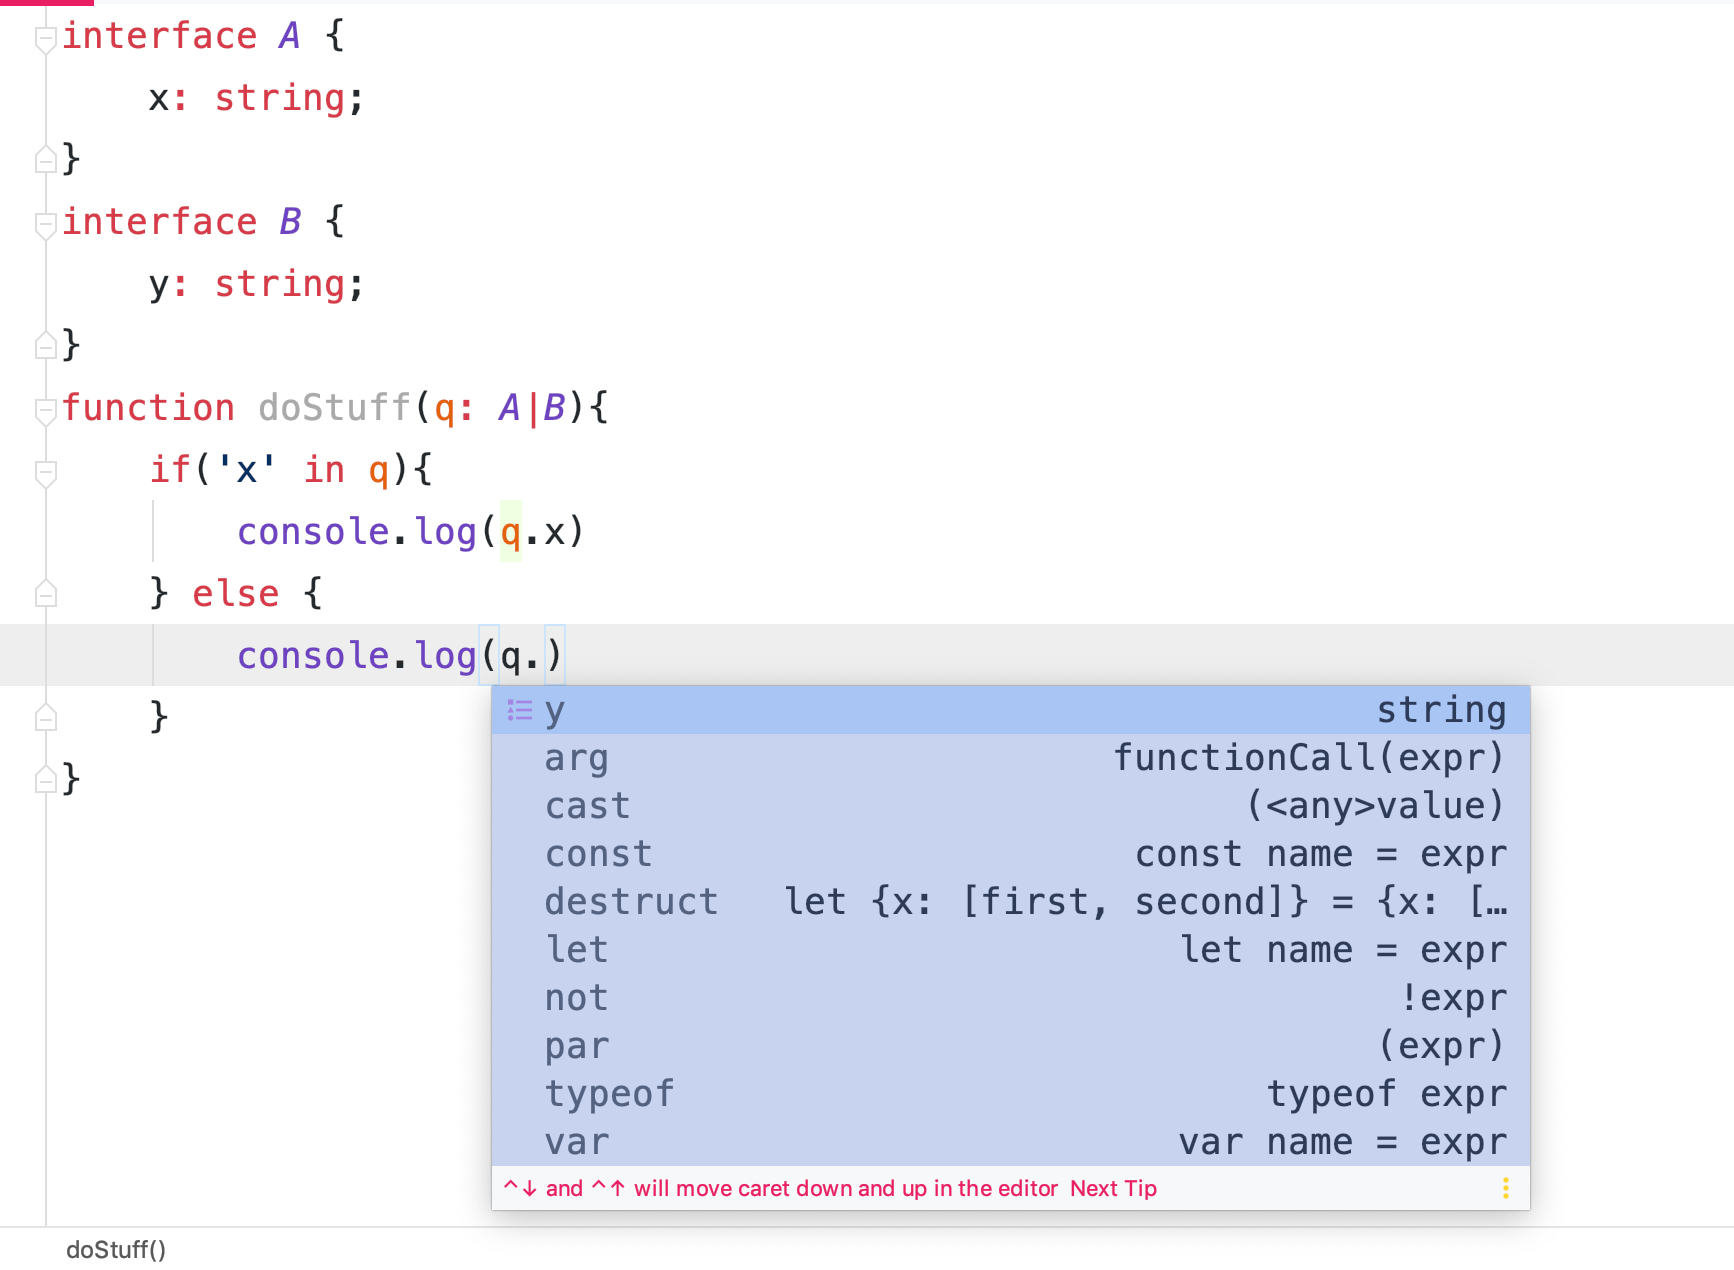 interface A {
    x: string;
}
interface B {
    y: string;
}
function doStuff(q: A|B){
    if('x' in q){
        console.log(q.x)
    } else {
        console.log(q.)
    }
}
y string
arg functionCall(expr)
cast (<any>value)
const const name = expr
destruct let {x: [first, second]} = {x: […
let let name = expr
not !expr
par (expr)
typeof typeof expr
var var name = expr
^↓ and ^↑ will move caret down and up in the editor Next Tip
doStuff()